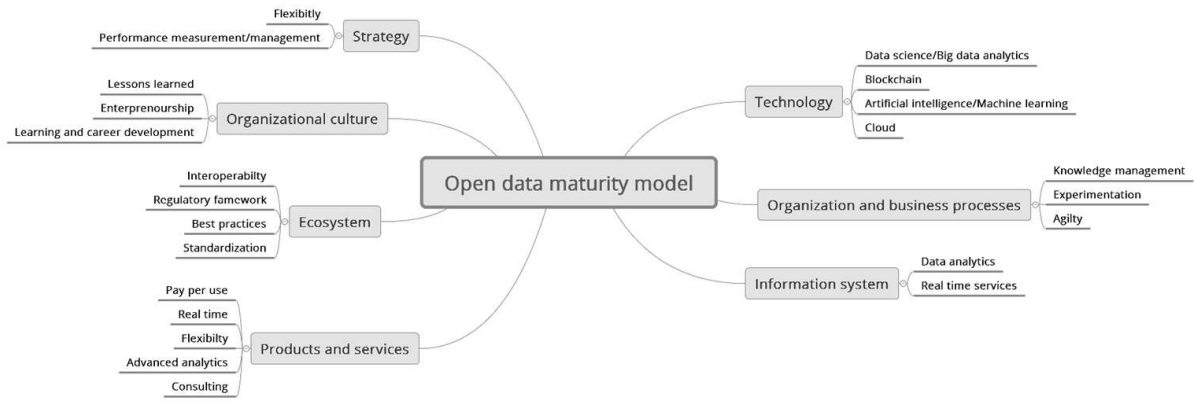 Flexibitly
Performance measurement/management
Strategy
Lessons learned
Enterprenourship
Learning and career development
Organizational culture
Interoperabilty
Regulatory famcwork
Best practices
Standardization
Ecosystem
Pay per use
Real time
Flexibilty
Advanced analytics
Consulting
Products and services
Open data maturity model
Technology
Data science/Big data analytics
Blockchain
Artificial intelligence/Machine learning
Cloud
Organization and business processes
Knowledge management
Experimentation
Agilty
Information system
Data analytics
Real time services